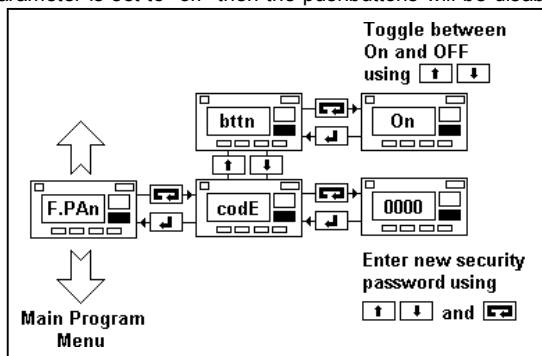 Parameter is set to "on" then the pushbuttons will be disab
Toggle between
On and OFF
using
bttn
On
F.PAn
codE
0000
Enter new security
password using
and
Main Program
Menu